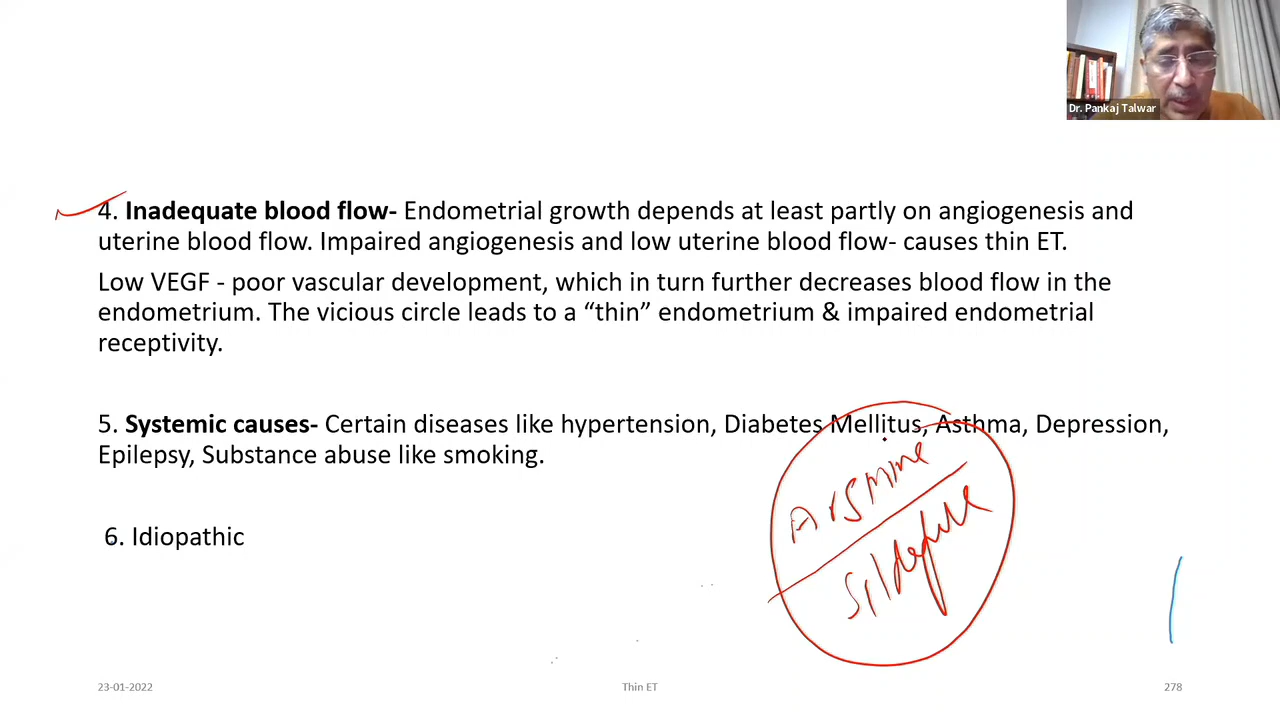 Dr. Pankaj Talwar
4. Inadequate blood flow- Endometrial growth depends at least partly on angiogenesis and
uterine blood flow. Impaired angiogenesis and low uterine blood flow- causes thin ET.
Low VEGF - poor vascular development, which in turn further decreases blood flow in the
endometrium. The vicious circle leads to a “thin” endometrium & impaired endometrial
receptivity.
5. Systemic causes- Certain diseases like hypertension, Diabetes Mellitus, Asthma, Depression,
Epilepsy, Substance abuse like smoking.
6. Idiopathic
23-01-2022
Thin ET
278